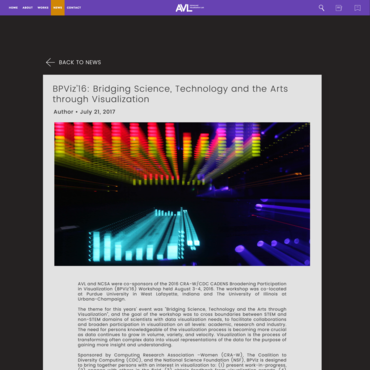 HOME ABOUT WORKS NEWS DIVERSITY
AVL
BACK TO NEWS
BPViz'16: Bridging Science, Technology and the Arts
through Visualization
Author • July 21, 2017
AVL and NCSA were co-sponsors of the 2016 CRA-W/CDC CADENS Broadening Participation
in Visualization (BPViz'16) Workshop held August 3-4, 2016. The workshop was co-located
at Purdue University in West Lafayette, Indiana and The University of Illinois at
Urbana-Champaign.
The theme for this years' event was "Bridging Science, Technology and the Arts through
Visualization", and the goal of the workshop was to cross boundaries between STEM and
non-STEM domains of scientists with data visualization needs, to facilitate collaborations
and broaden participation in visualization on all levels: academic, research and industry.
The need for persons knowledgeable of the visualization process is becoming more crucial
as data continues to grow in volume, variety, and velocity. Visualization is the process of
transforming often complex data into visual representations of the data for the purpose of
gaining more insight and understanding.
Sponsored by Computing Research Association -Women (CRA-W), The Coalition to
Diversity Computing (CDC), and the National Science Foundation (NSF), BPViz is designed
to bring together persons with an interest in visualization to: (1) present work-in-progress,